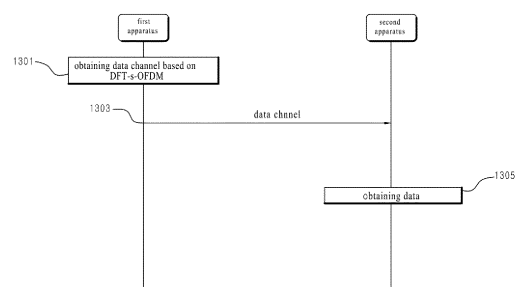 first
apparatus
second
apparatus
1301
obtaining data channel based on
DFT-s-OFDM
1303
data chnnel
1305
obtaining data